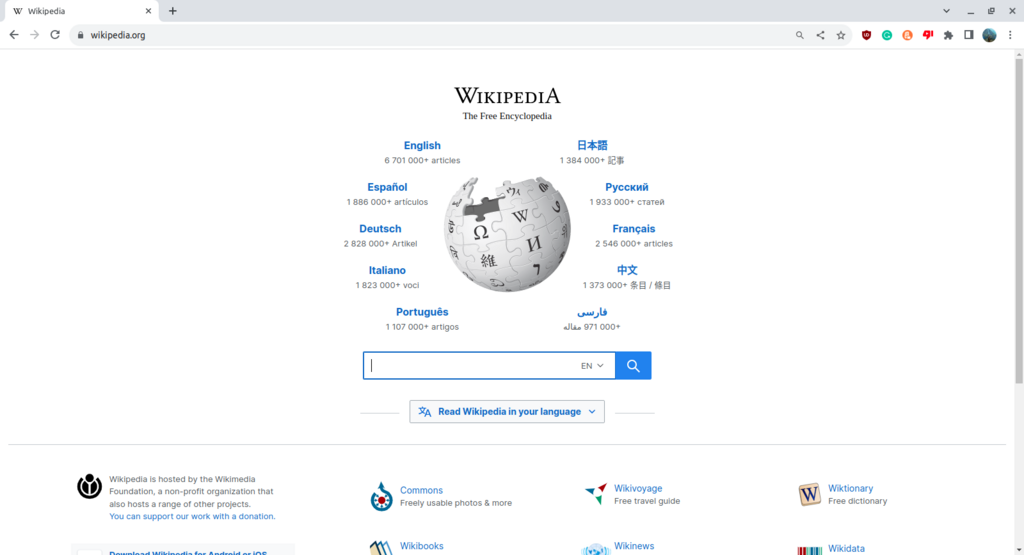 Wikipedia
wikipedia.org
WIKIPEDIA
The Free Encyclopedia
English
6 701 000+ articles
日本語
1 384 000+ 記事
Español
1 886 000+ artículos
Русский
1 933 000+ статей
Deutsch
2 828 000+ Artikel
Français
2 546 000+ articles
Italiano
1 823 000+ voci
中文
1 373 000+ 条目 / 條目
Português
1 107 000+ artigos
فارسی
971 000+ مقاله
Ω
W
И
維
ウィ
EN
Read Wikipedia in your language
Wikipedia is hosted by the Wikimedia
Foundation, a non-profit organization that
also hosts a range of other projects.
You can support our work with a donation.
Download Wikipedia for Android or iOS
Commons
Freely usable photos & more
Wikivoyage
Free travel guide
W
Wiktionary
Free dictionary
Wikibooks
Wikinews
Wikidata